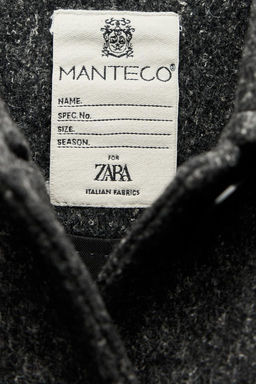 MANTECO®
NAME.
SPEC.No.
SIZE.
SEASON.
FOR
ZARA
ITALIAN FABRICS